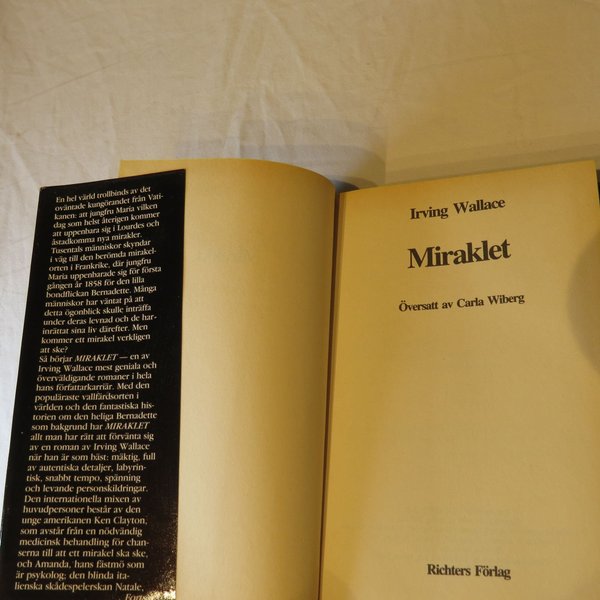 En hel värld trollbinds av det
oväntade kungörandet från Vati-
kanen: att jungfru Maria vilken
dag som helst återigen kommer
att uppenbara sig i Lourdes och
åstadkomma nya mirakler.
Tusentals människor skyndar
i väg till den berömda mirakel-
orten i Frankrike, där jungfru
Maria uppenbarade sig för första
gången år 1858 för den lilla
bondflickan Bernadette. Många
människor har väntat på att
detta ögonblick skulle inträffa
under deras levnad och de har
inrättat sina liv därefter. Men
kommer ett mirakel verkligen
att ske?
Så börjar MIRAKLET — en av
Irving Wallace mest geniala och
överväldigande romaner i hela
hans författarkarriär. Med den
populäraste vallfärdsorten i
världen och den fantastiska his-
torien om den heliga Bernadette
som bakgrund har MIRAKLET
allt man har rätt att förvänta sig
av en roman av Irving Wallace
när han är som bäst: mäktig, full
av autentiska detaljer, labyrin-
tisk, snabbt tempo, spänning
och levande personskildringar.
Den internationella mixen av
huvudpersoner består av den
unge amerikanen Ken Clayton,
som avstår från en nödvändig
medicinsk behandling för chan-
serna till att ett mirakel ska ske,
och Amanda, hans fästmö som
är psykolog; den blinda ita-
lienska skådespelerskan Natale,
Irving Wallace
Miraklet
Översatt av Carla Wiberg
Richters Förlag